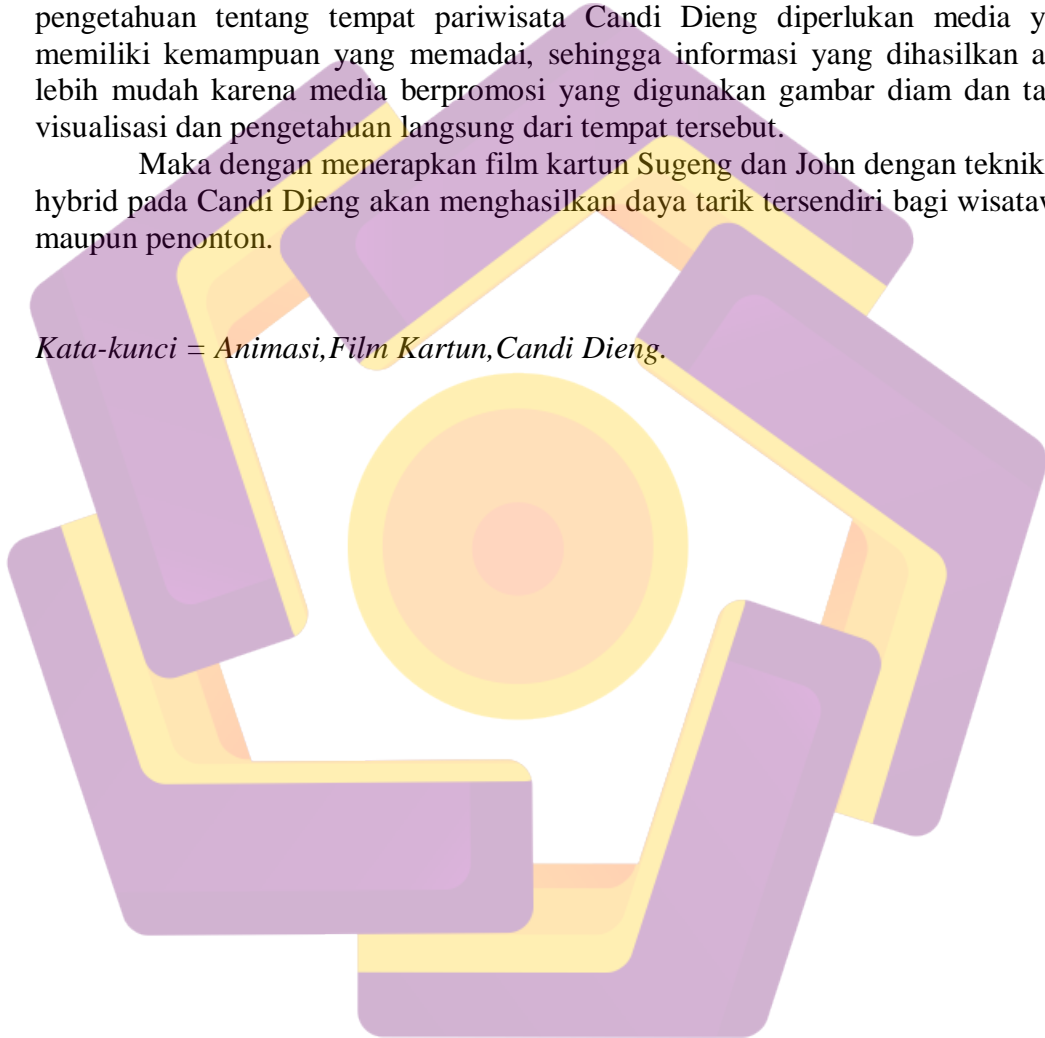 pengetahuan tentang tempat pariwisata Candi Dieng diperlukan media y
memiliki kemampuan yang memadai, sehingga informasi yang dihasilkan a
lebih mudah karena media berpromosi yang digunakan gambar diam dan ta
visualisasi dan pengetahuan langsung dari tempat tersebut.
Maka dengan menerapkan film kartun Sugeng dan John dengan teknik
hybrid pada Candi Dieng akan menghasilkan daya tarik tersendiri bagi wisatav
maupun penonton.
Kata-kunci = Animasi,Film Kartun,Candi Dieng.